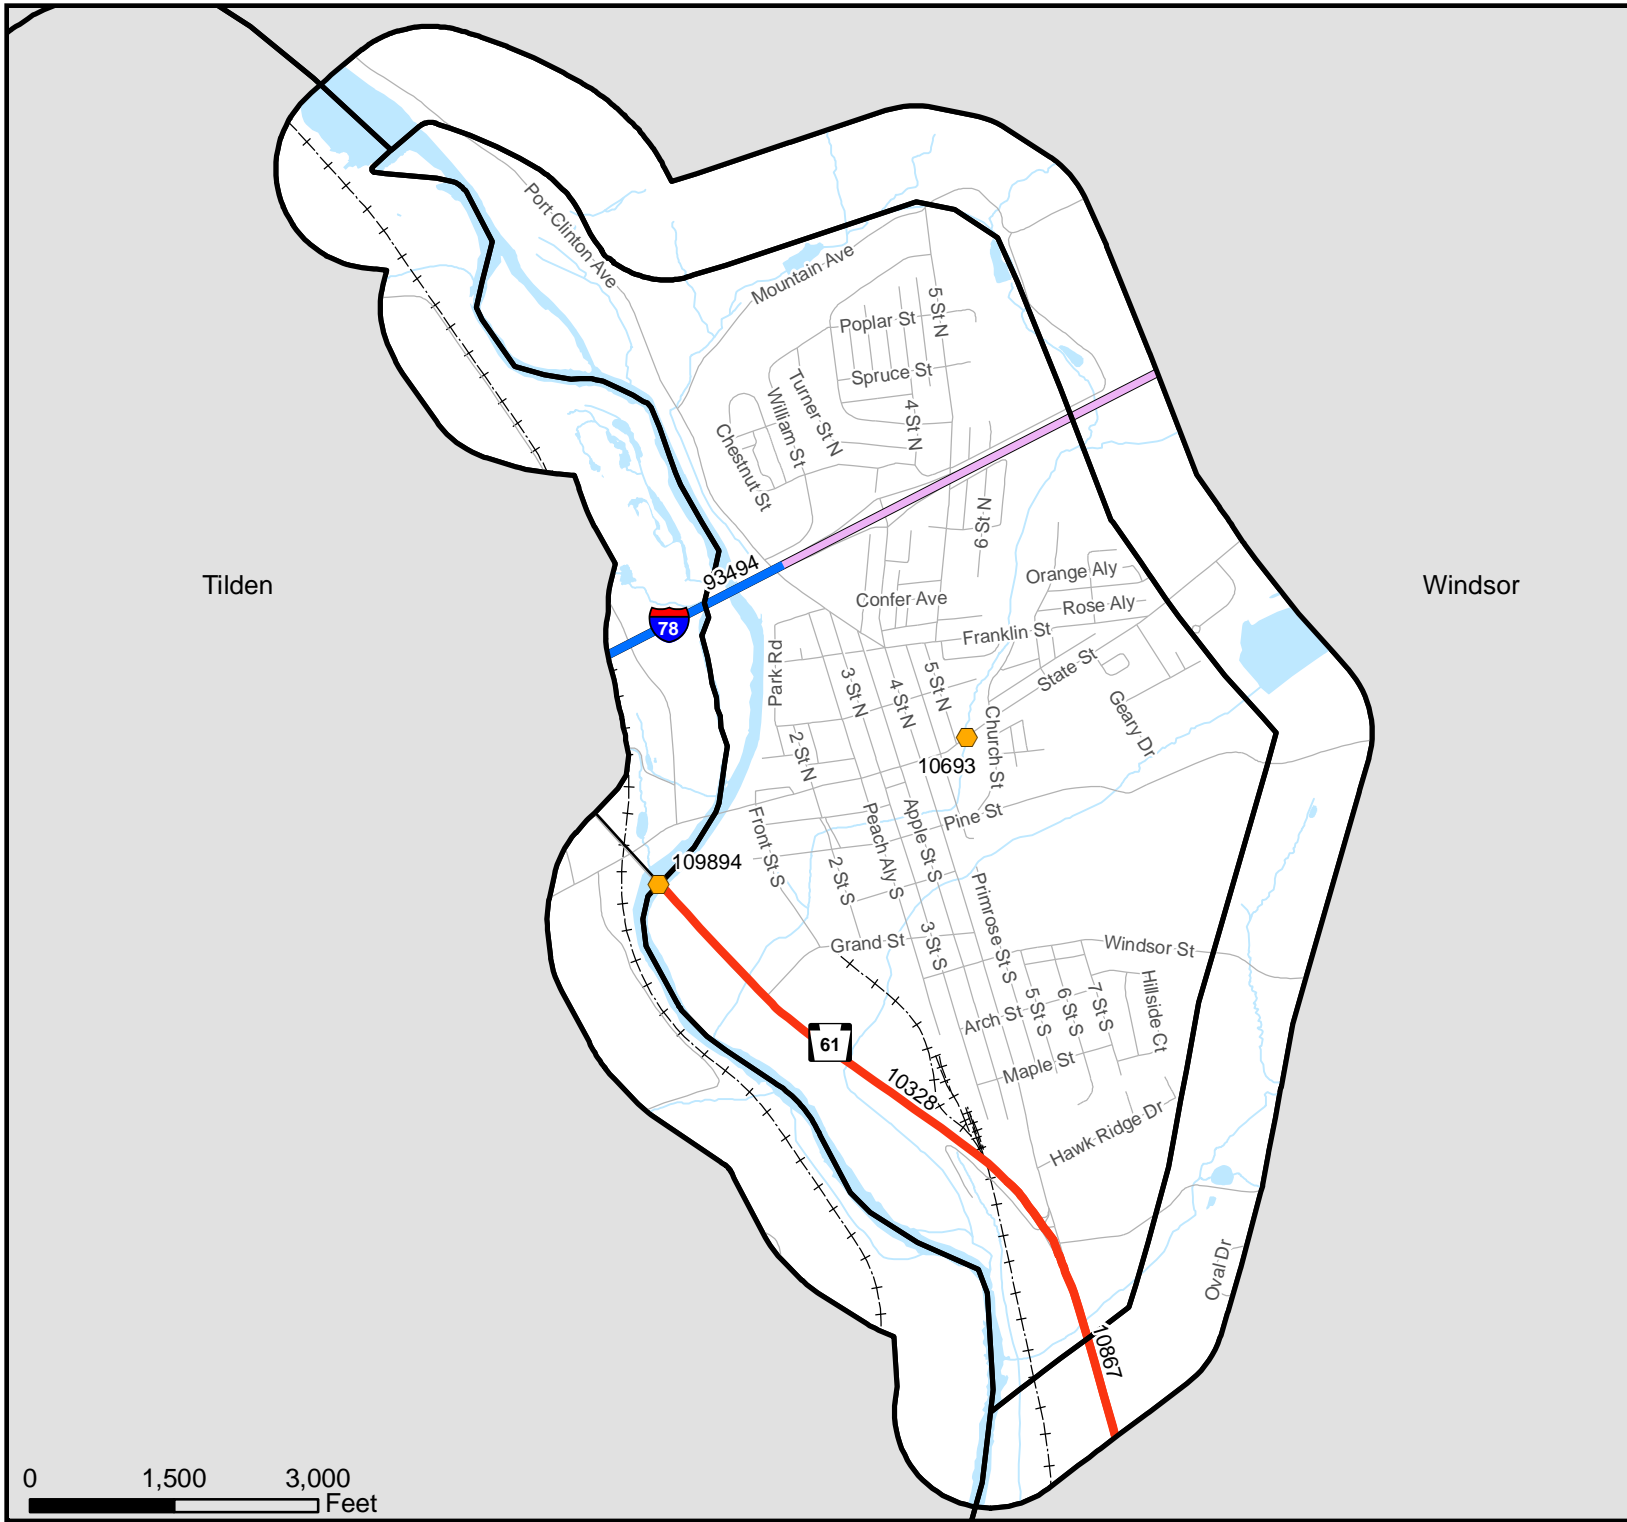 Port Clinton Ave
Mountain Ave
5 St N
Poplar St
Spruce St
Turner St N
William St
4 St N
Chestnut St
6 St N
Tilden
Windsor
93494
78
Orange Aly
Confer Ave
Rose Aly
Franklin St
Park Rd
State St
3 St N
4 St N
5 St N
Geary Dr
Church St
2 St N
10693
Front St S
Peach Aly S
Apple St S
Pine St
109894
2 St S
Primrose St S
Grand St
3 St S
Windsor St
Hillside Ct
5 St S
6 St S
7 St S
Arch St
61
Maple St
10328
Hawk Ridge Dr
Oval Dr
10867
0 1,500 3,000
Feet